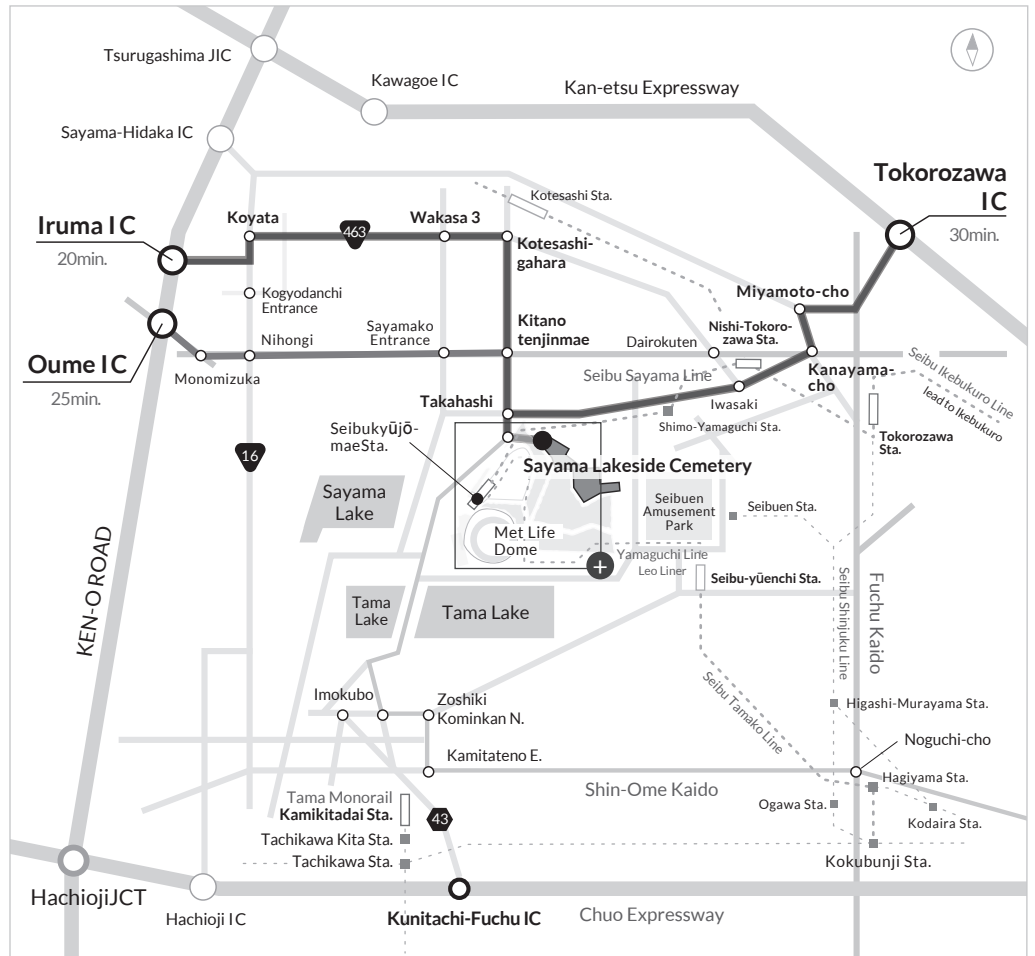 Tsurugashima JIC
Kawagoe IC
Kan-etsu Expressway
Sayama-Hidaka IC
Tokorozawa
IC
30min.
Kotesashi Sta.
Iruma IC
20min.
Koyata
463
Wakasa 3
Kotesashi-
gahara
Miyamoto-cho
Kogyodanchi
Entrance
Oume IC
25min.
Monomizuka
Nihongi
Sayamako
Entrance
Kitano
tenjinmae
Dairokuten
Nishi-Tokoro-
zawa Sta.
Kanayama-
cho
Seibu Sayama Line
Iwasaki
Seibu Ikebukuro Line
lead to Ikebukuro
Takahashi
Shimo-Yamaguchi Sta.
Tokorozawa
Sta.
Seibukyūjō-
maeSta.
16
Sayama Lakeside Cemetery
Sayama
Lake
Seibuen
Amusement
Park
Seibuen Sta.
Met Life
Dome
Yamaguchi Line
Leo Liner
+
Seibu-yūenchi Sta.
Tama
Lake
Tama Lake
KEN-O ROAD
Seibu Shinjuku Line
Fuchu Kaido
Seibu Tamako Line
Imokubo
Zoshiki
Kominkan N.
Higashi-Murayama Sta.
Kamitateno E.
Noguchi-cho
Shin-Ome Kaido
Hagiyama Sta.
Tama Monorail
Kamikitadai Sta.
43
Ogawa Sta.
Kodaira Sta.
Tachikawa Kita Sta.
Tachikawa Sta.
Kokubunji Sta.
HachiojiJCT
Hachioji IC
Kunitachi-Fuchu IC
Chuo Expressway